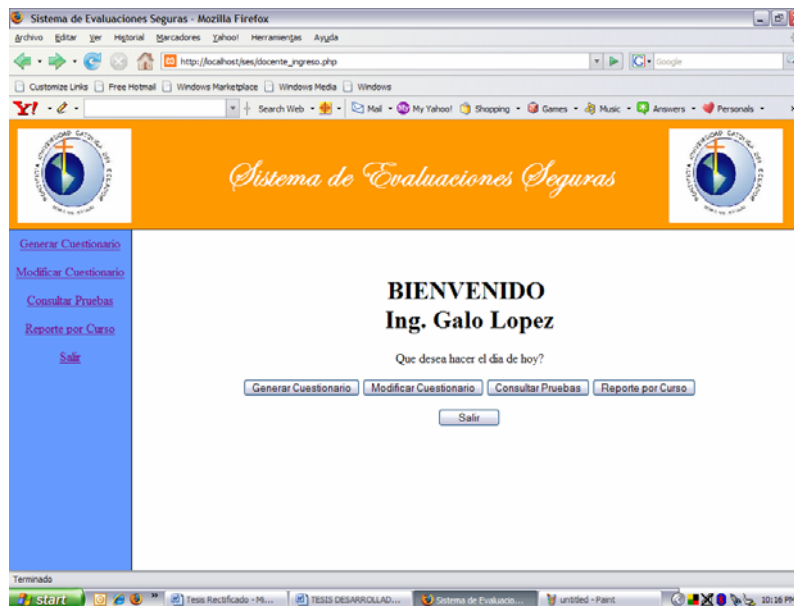 Sistema de Evaluaciones Seguras - Mozilla Firefox
Archivo Editar Ver Historial Marcadores Yahoo! Herramientas Ayuda
http://localhost/ses/docente_ingreso.php
Google
Customize Links Free Hotmail Windows Marketplace Windows Media Windows
Y! Search Web Mail My Yahoo! Shopping Games Music Answers Personals
Sistema de Evaluaciones Seguras
Generar Cuestionario
Modificar Cuestionario
Consultar Pruebas
Reporte por Curso
Salir
BIENVENIDO
Ing. Galo Lopez
Que desea hacer el dia de hoy?
Generar Cuestionario Modificar Cuestionario Consultar Pruebas Reporte por Curso
Salir
Terminado
start Tesis Rectificado - Mi... TESIS DESARROLLAD... Sistema de Evaluacio... untitled - Paint 10:16 PM